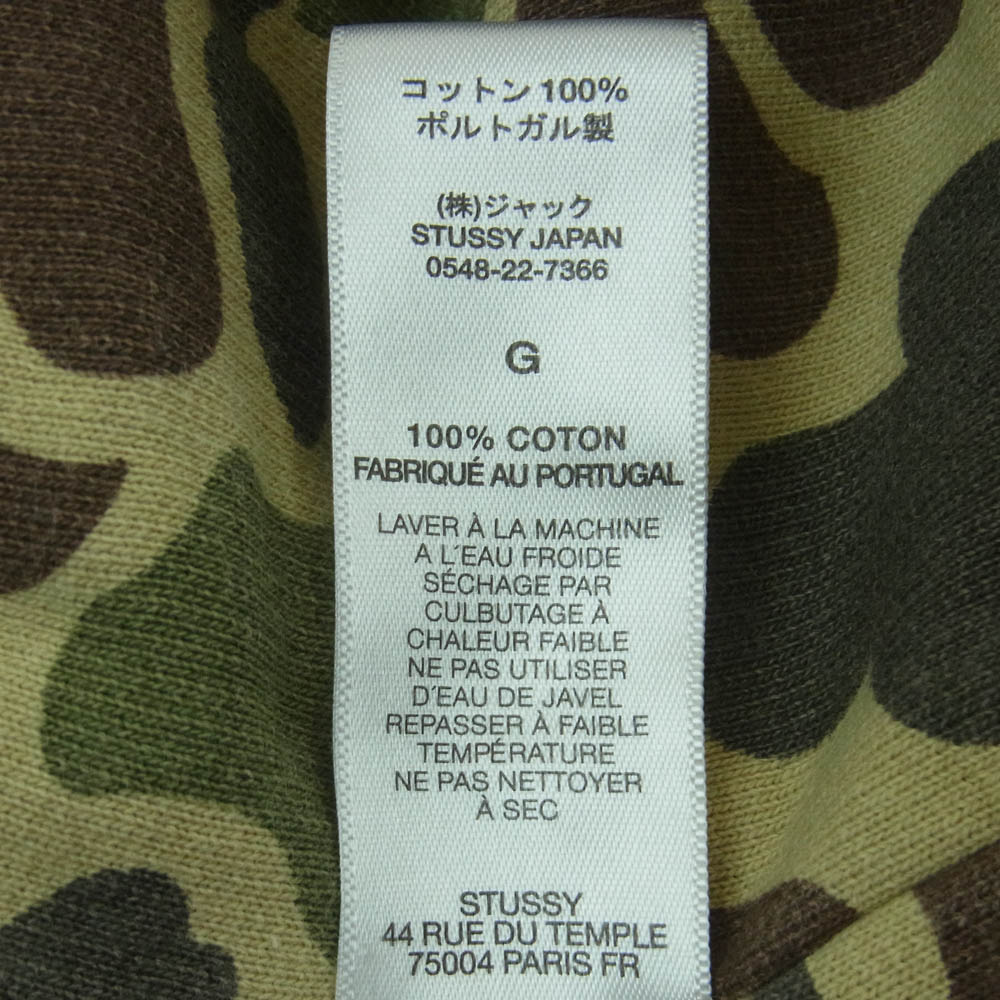 コットン 100%
ポルトガル製
(株)ジャック
STUSSY JAPAN
0548-22-7366
G
100% COTON
FABRIQUÉ AU PORTUGAL
LAVER À LA MACHINE
A L´EAU FROIDE
SÉCHAGE PAR
CULBUTAGE À
CHALEUR FAIBLE
NE PAS UTILISER
D´EAU DE JAVEL
REPASSER À FAIBLE
TEMPÉRATURE
NE PAS NETTOYER
À SEC
STUSSY
44 RUE DU TEMPLE
75004 PARIS FR